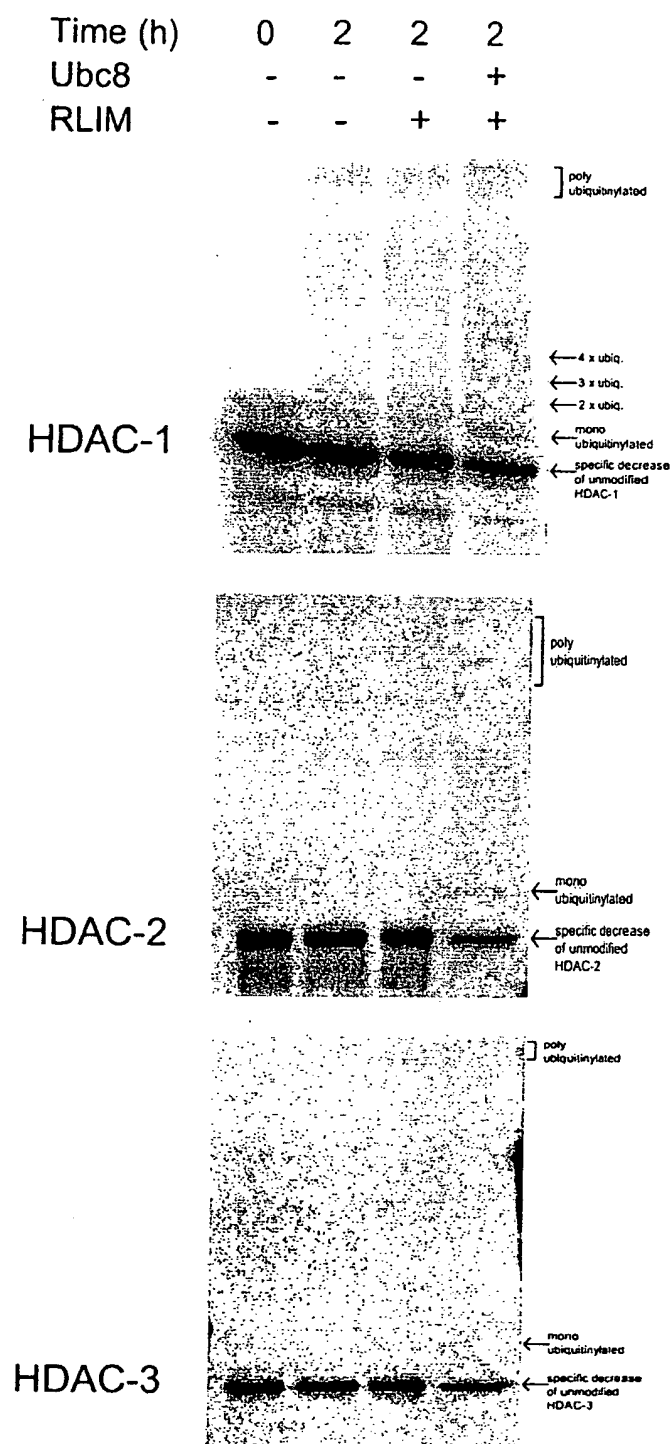 Time (h) 0 2 2 2
Ubc8 - - - +
RLIM - - + +
poly
ubiquitinylated
4 x ubiq.
3 x ubiq.
2 x ubiq.
HDAC-1
mono
ubiquitinylated
specific decrease
of unmodified
HDAC-1
poly
ubiquitinylated
mono
ubiquitinylated
HDAC-2
specific decrease
of unmodified
HDAC-2
poly
ubiquitinylated
mono
ubiquitinylated
HDAC-3
specific decrease
of unmodified
HDAC-3